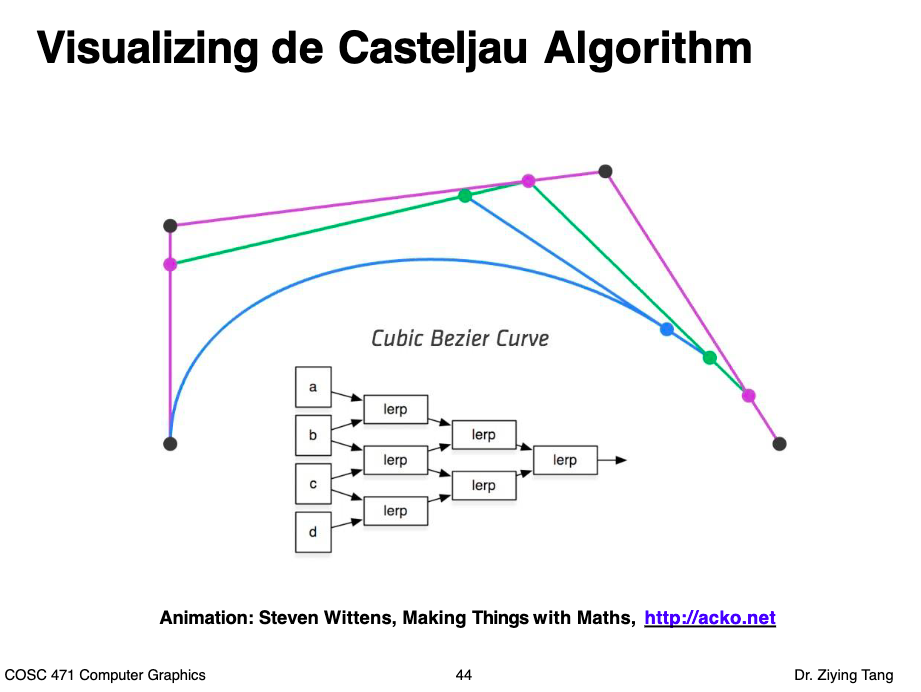 Visualizing de Casteljau Algorithm
Cubic Bezier Curve
a
b
c
d
lerp
lerp
lerp
lerp
lerp
lerp
Animation: Steven Wittens, Making Things with Maths, http://acko.net
COSC 471 Computer Graphics
44
Dr. Ziying Tang